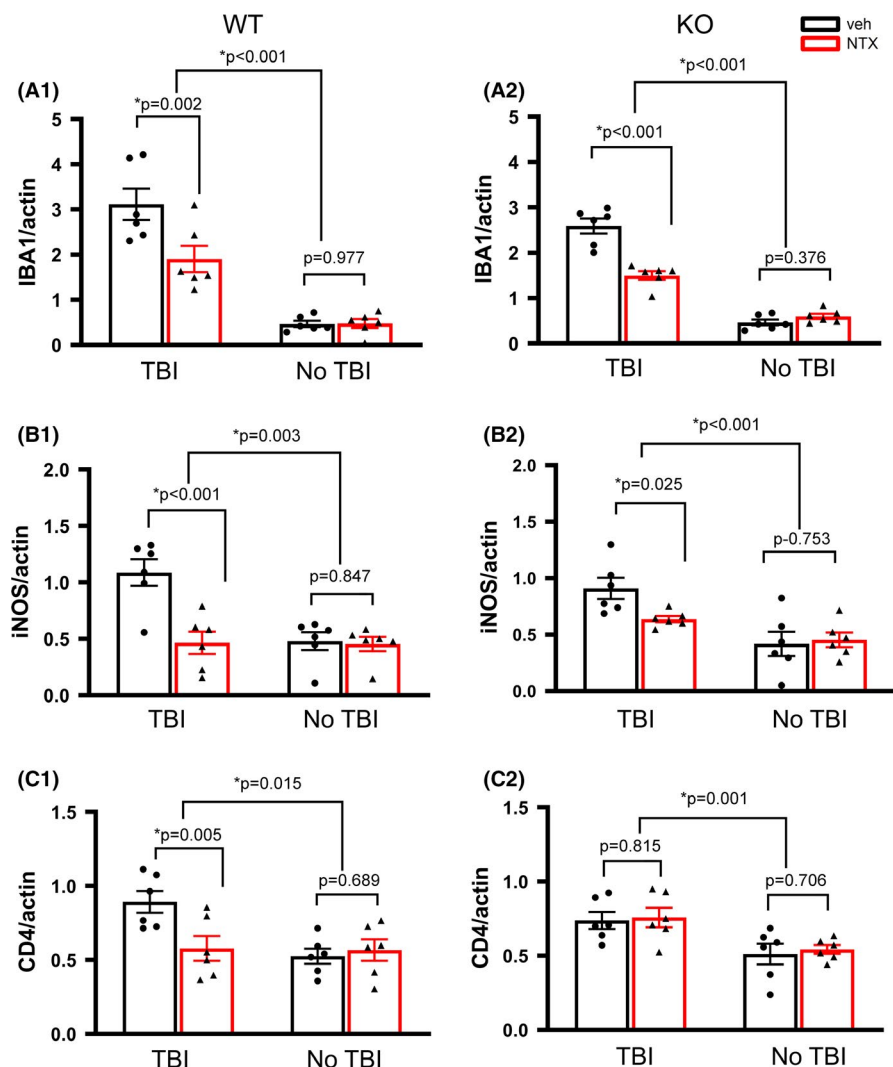 WT
KO
veh
NTX
(A1)
*p<0.001
*p=0.002
p=0.977
IBA1/actin
5
4
3
2
1
0
TBI
No TBI
(A2)
*p<0.001
*p<0.001
p=0.376
IBA1/actin
5
4
3
2
1
0
TBI
No TBI
(B1)
*p=0.003
*p<0.001
p=0.847
iNOS/actin
2.0
1.5
1.0
0.5
0.0
TBI
No TBI
(B2)
*p<0.001
*p=0.025
p-0.753
iNOS/actin
2.0
1.5
1.0
0.5
0.0
TBI
No TBI
(C1)
*p=0.015
*p=0.005
p=0.689
CD4/actin
1.5
1.0
0.5
0.0
TBI
No TBI
(C2)
*p=0.001
p=0.815
p=0.706
CD4/actin
1.5
1.0
0.5
0.0
TBI
No TBI